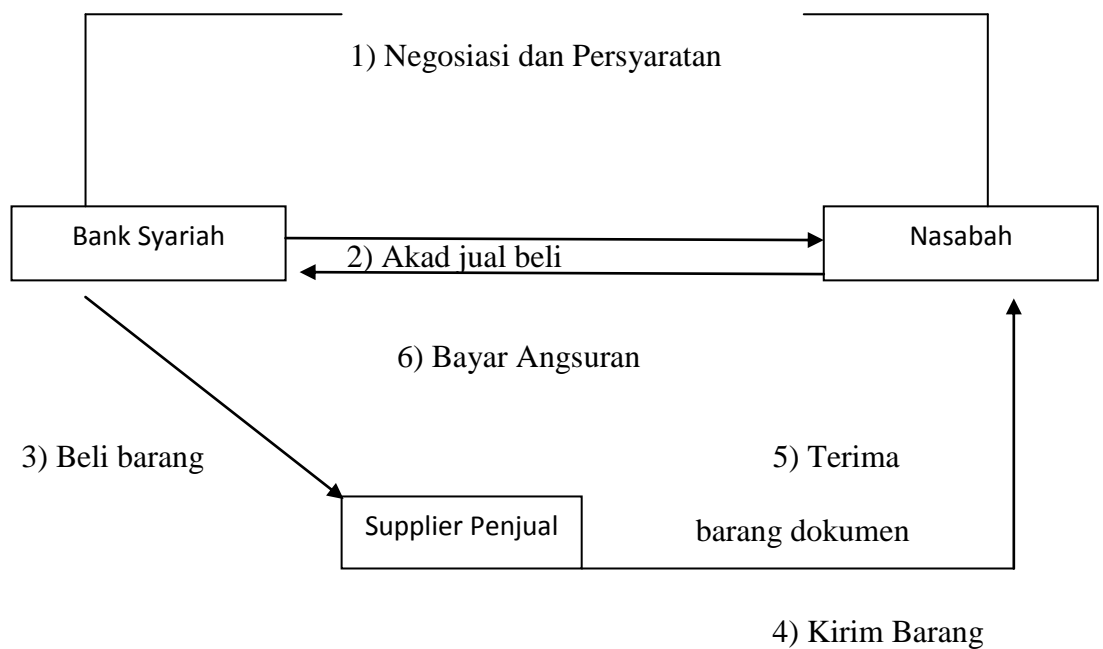 1) Negosiasi dan Persyaratan
Bank Syariah
Nasabah
2) Akad jual beli
6) Bayar Angsuran
3) Beli barang
5) Terima
Supplier Penjual
barang dokumen
4) Kirim Barang